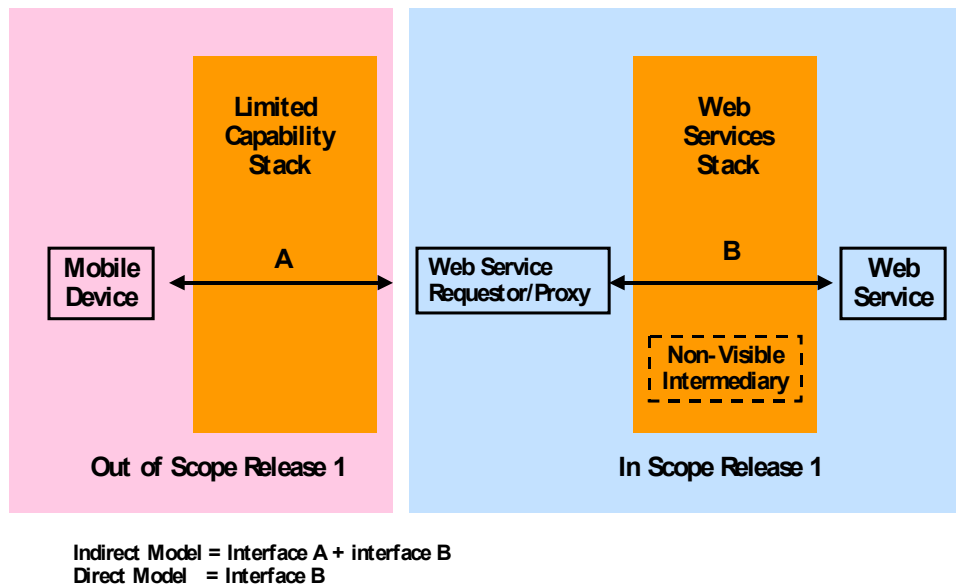 Limited
Capability
Stack
Web
Services
Stack
A
B
Mobile
Device
Web Service
Requestor/Proxy
Web
Service
Non-Visible
Intermediary
Out of Scope Release 1
In Scope Release 1
Indirect Model = Interface A + interface B
Direct Model = Interface B